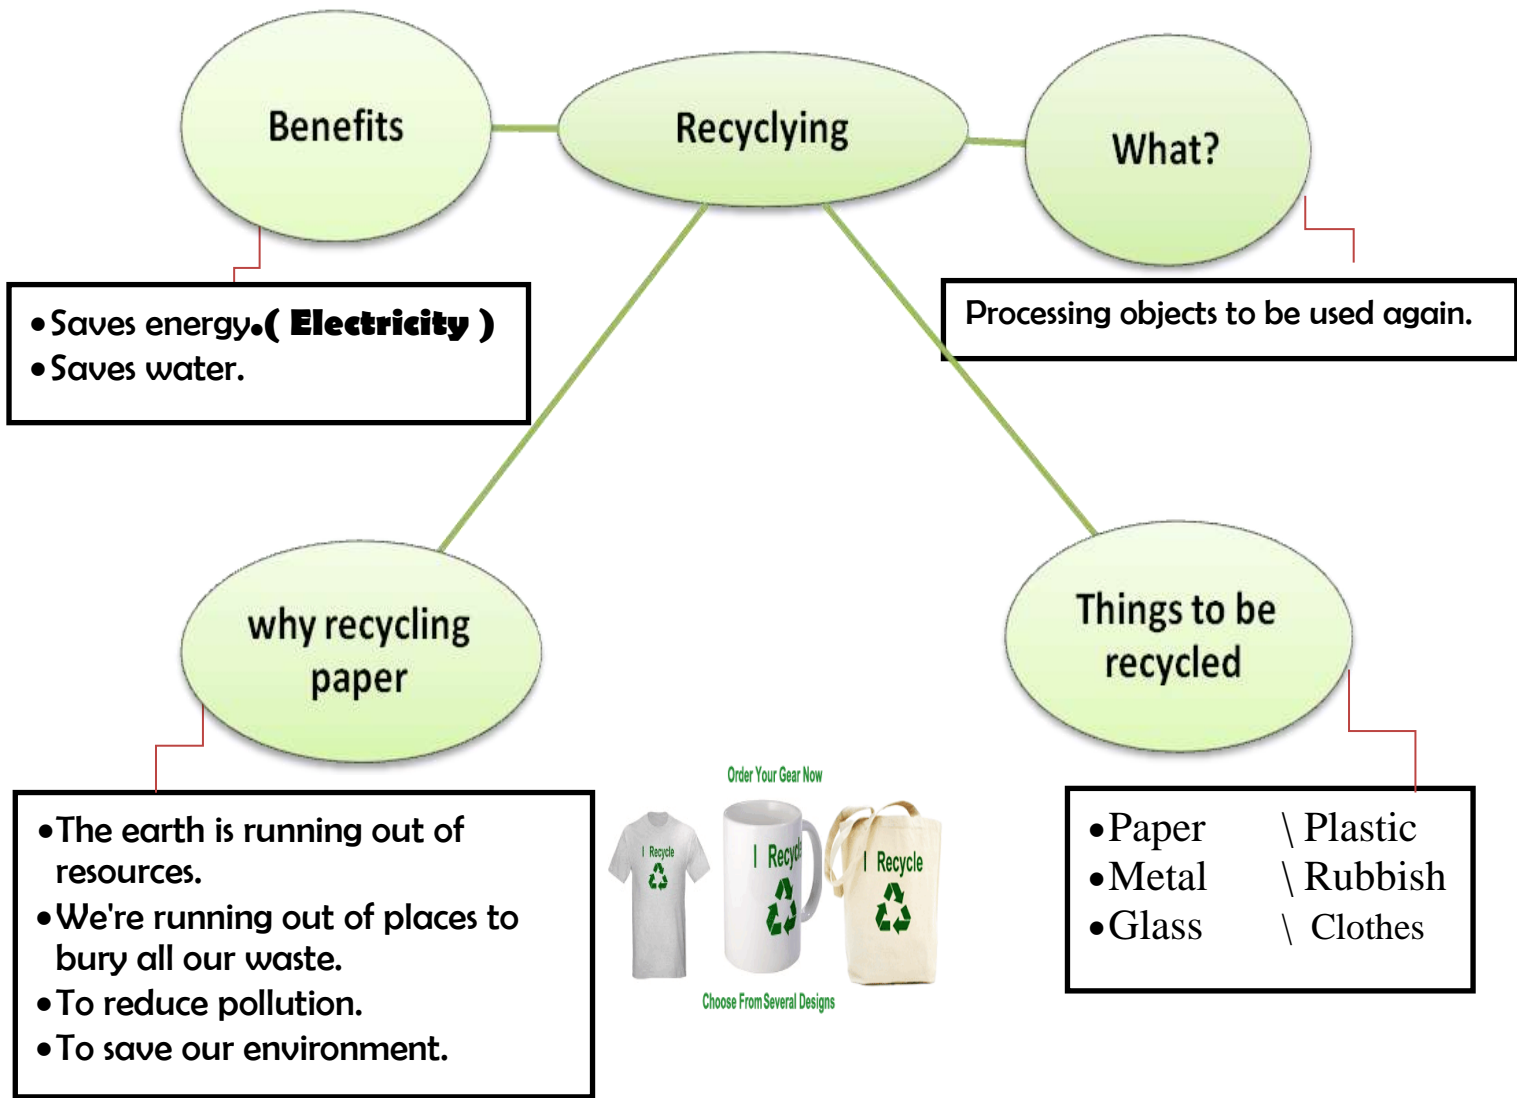 Benefits
Recyclying
What?
•Saves energy.( Electricity )
•Saves water.
Processing objects to be used again.
why recycling
paper
Things to be
recycled
•The earth is running out of
resources.
•We're running out of places to
bury all our waste.
•To reduce pollution.
•To save our environment.
Order Your Gear Now
I Recycle
I Recycle
I Recycle
Choose From Several Designs
•Paper \ Plastic
•Metal \ Rubbish
•Glass \ Clothes